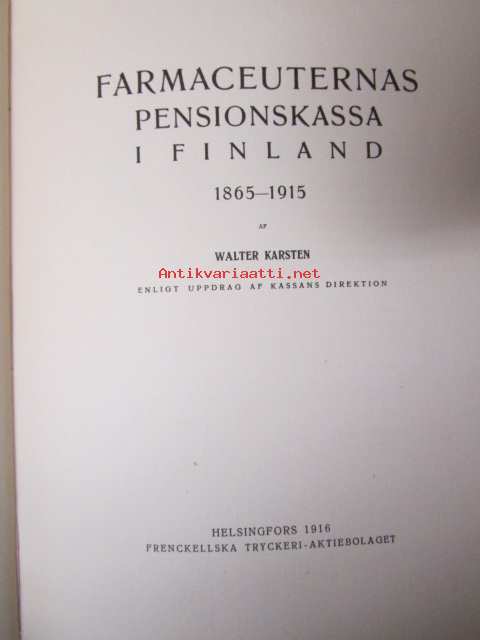 FARMACEUTERNAS
PENSIONSKASSA
I FINLAND
1865—1915
AF
WALTER KARSTEN
Antikvariaatti.net
ENLIGT UPPDRAG AF KASSANS DIREKTION
HELSINGFORS 1916
FRENCKELLSKA TRYCKERI-AKTIEBOLAGET